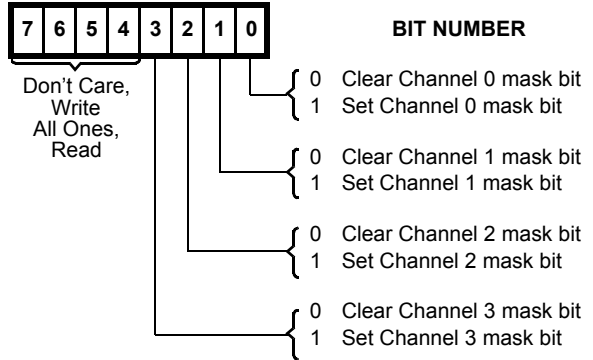 7 6 5 4 3 2 1 0
BIT NUMBER
Don't Care,
Write
All Ones,
Read
0 Clear Channel 0 mask bit
1 Set Channel 0 mask bit
0 Clear Channel 1 mask bit
1 Set Channel 1 mask bit
0 Clear Channel 2 mask bit
1 Set Channel 2 mask bit
0 Clear Channel 3 mask bit
1 Set Channel 3 mask bit